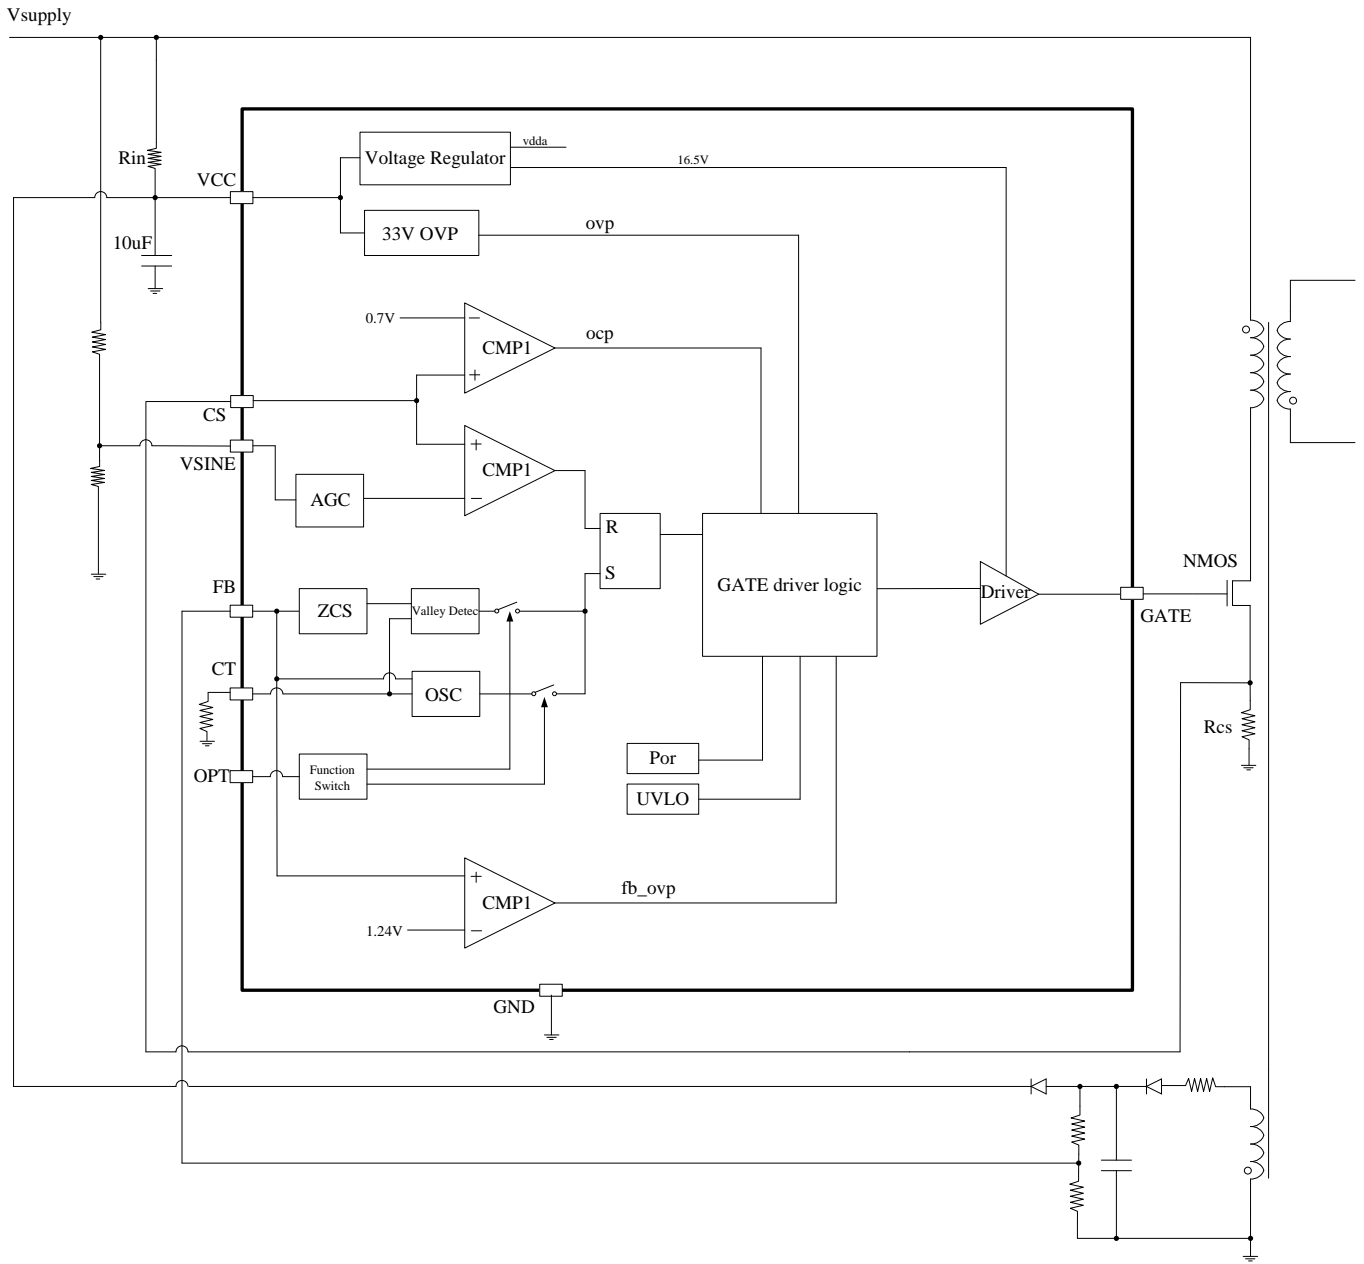 Vsupply
Rin
VCC
10uF
Voltage Regulator
vdda
16.5V
33V OVP
ovp
0.7V
−
+
CMP1
ocp
CS
VSINE
+
−
CMP1
AGC
R
S
GATE driver logic
Driver
NMOS
GATE
FB
ZCS
Valley Detec
CT
OSC
Rcs
OPT
Function
Switch
Por
UVLO
+
−
CMP1
fb_ovp
1.24V
GND